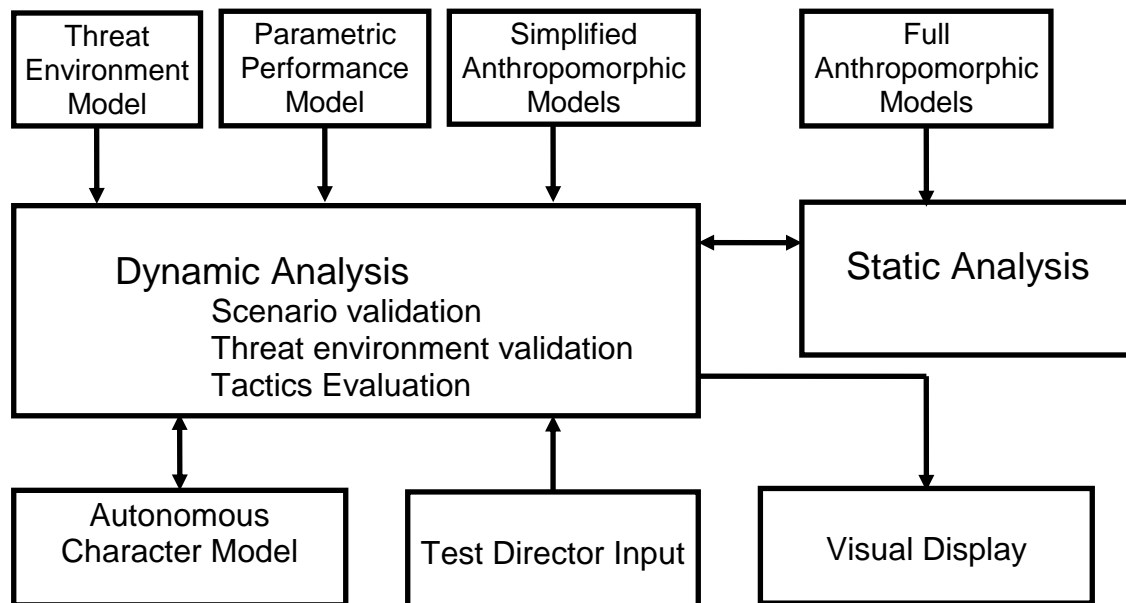 Threat
Environment
Model
Parametric
Performance
Model
Simplified
Anthropomorphic
Models
Full
Anthropomorphic
Models
Dynamic Analysis
Scenario validation
Threat environment validation
Tactics Evaluation
Static Analysis
Autonomous
Character Model
Test Director Input
Visual Display